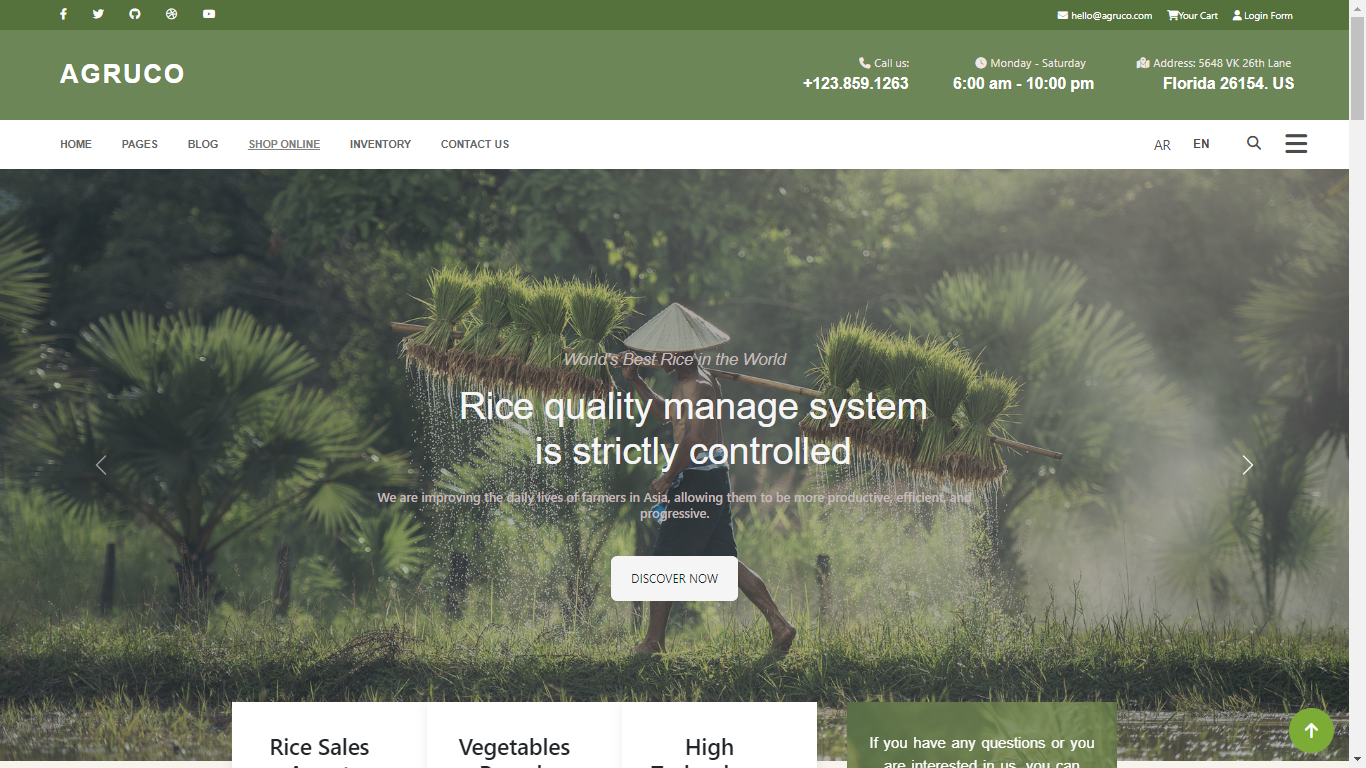 hello@agruco.com
Your Cart
Login Form
AGRUCO
Call us:
+123.859.1263
Monday - Saturday
6:00 am - 10:00 pm
Address: 5648 VK 26th Lane
Florida 26154. US
HOME
PAGES
BLOG
SHOP ONLINE
INVENTORY
CONTACT US
AR
EN
World's Best Rice in the World
Rice quality manage system
is strictly controlled
We are improving the daily lives of farmers in Asia, allowing them to be more productive, efficient, and
progressive.
DISCOVER NOW
Rice Sales
Vegetables
High
If you have any questions or you
are interested in us, you can